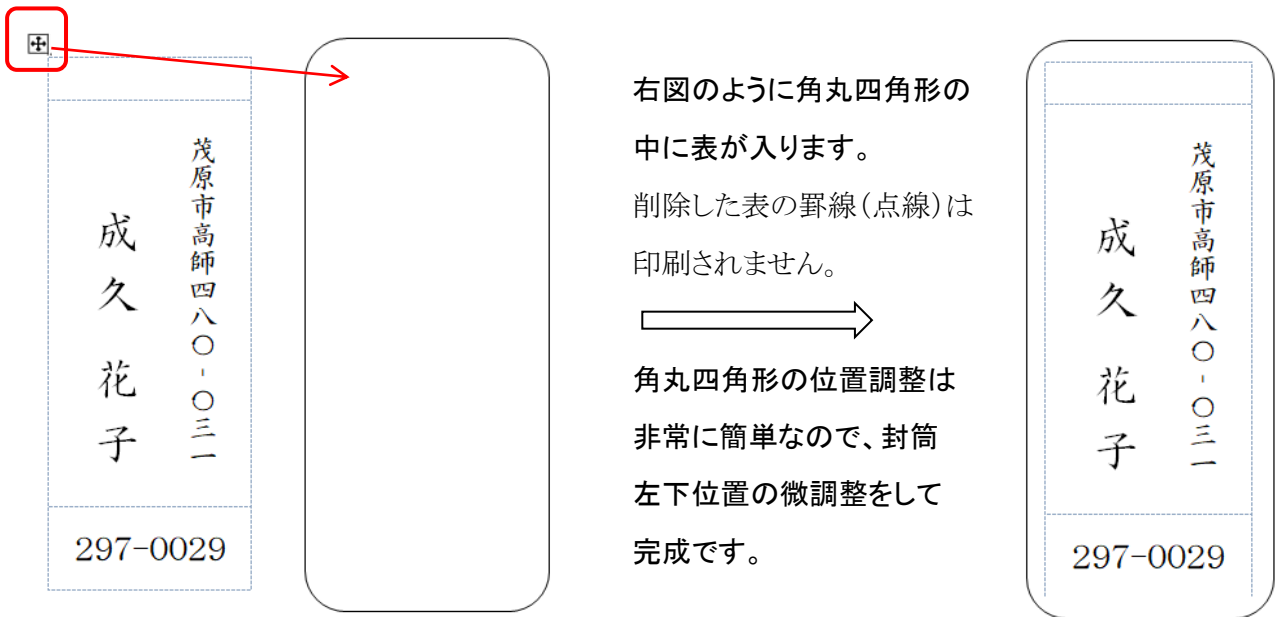 茂原市高師四八〇-〇三一
成久 花子
297-0029
右図のように角丸四角形の
中に表が入ります。
削除した表の罫線(点線)は
印刷されません。
角丸四角形の位置調整は
非常に簡単なので、封筒
左下位置の微調整をして
完成です。
茂原市高師四八〇-〇三一
成久 花子
297-0029